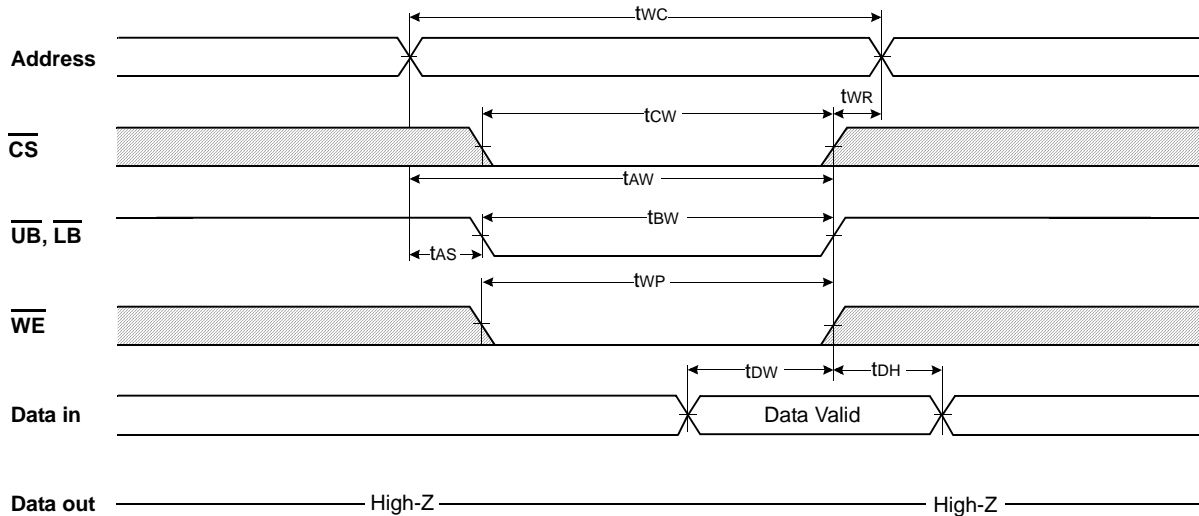 tWC
Address
tWR
tCW
CS
tAW
UB, LB
tBW
tAS
tWP
WE
tDW
tDH
Data in
Data Valid
Data out
High-Z
High-Z